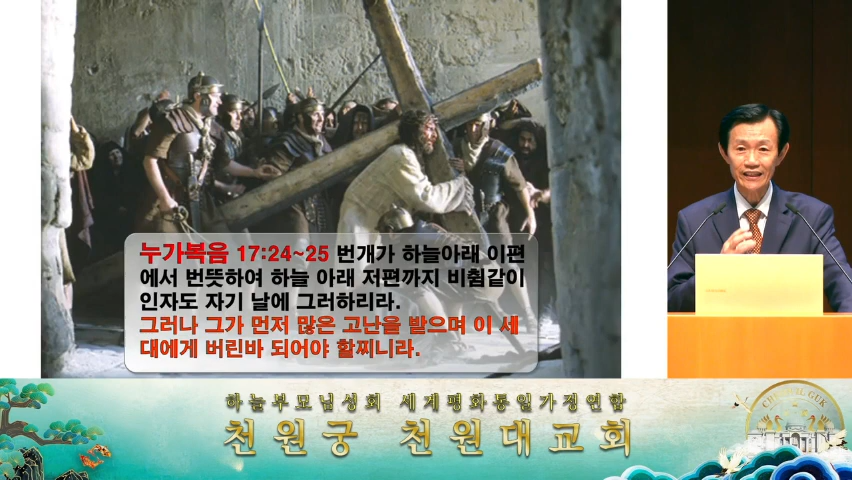 누가복음 17:24~25 번개가 하늘아래 이편
에서 번뜻하여 하늘 아래 저편까지 비췸같이
인자도 자기 날에 그러하리라.
그러나 그가 먼저 많은 고난을 받으며 이 세
대에게 버린바 되어야 할찌니라.
하늘부모님성회 세계평화통일가정연합
천원궁 천원대교회